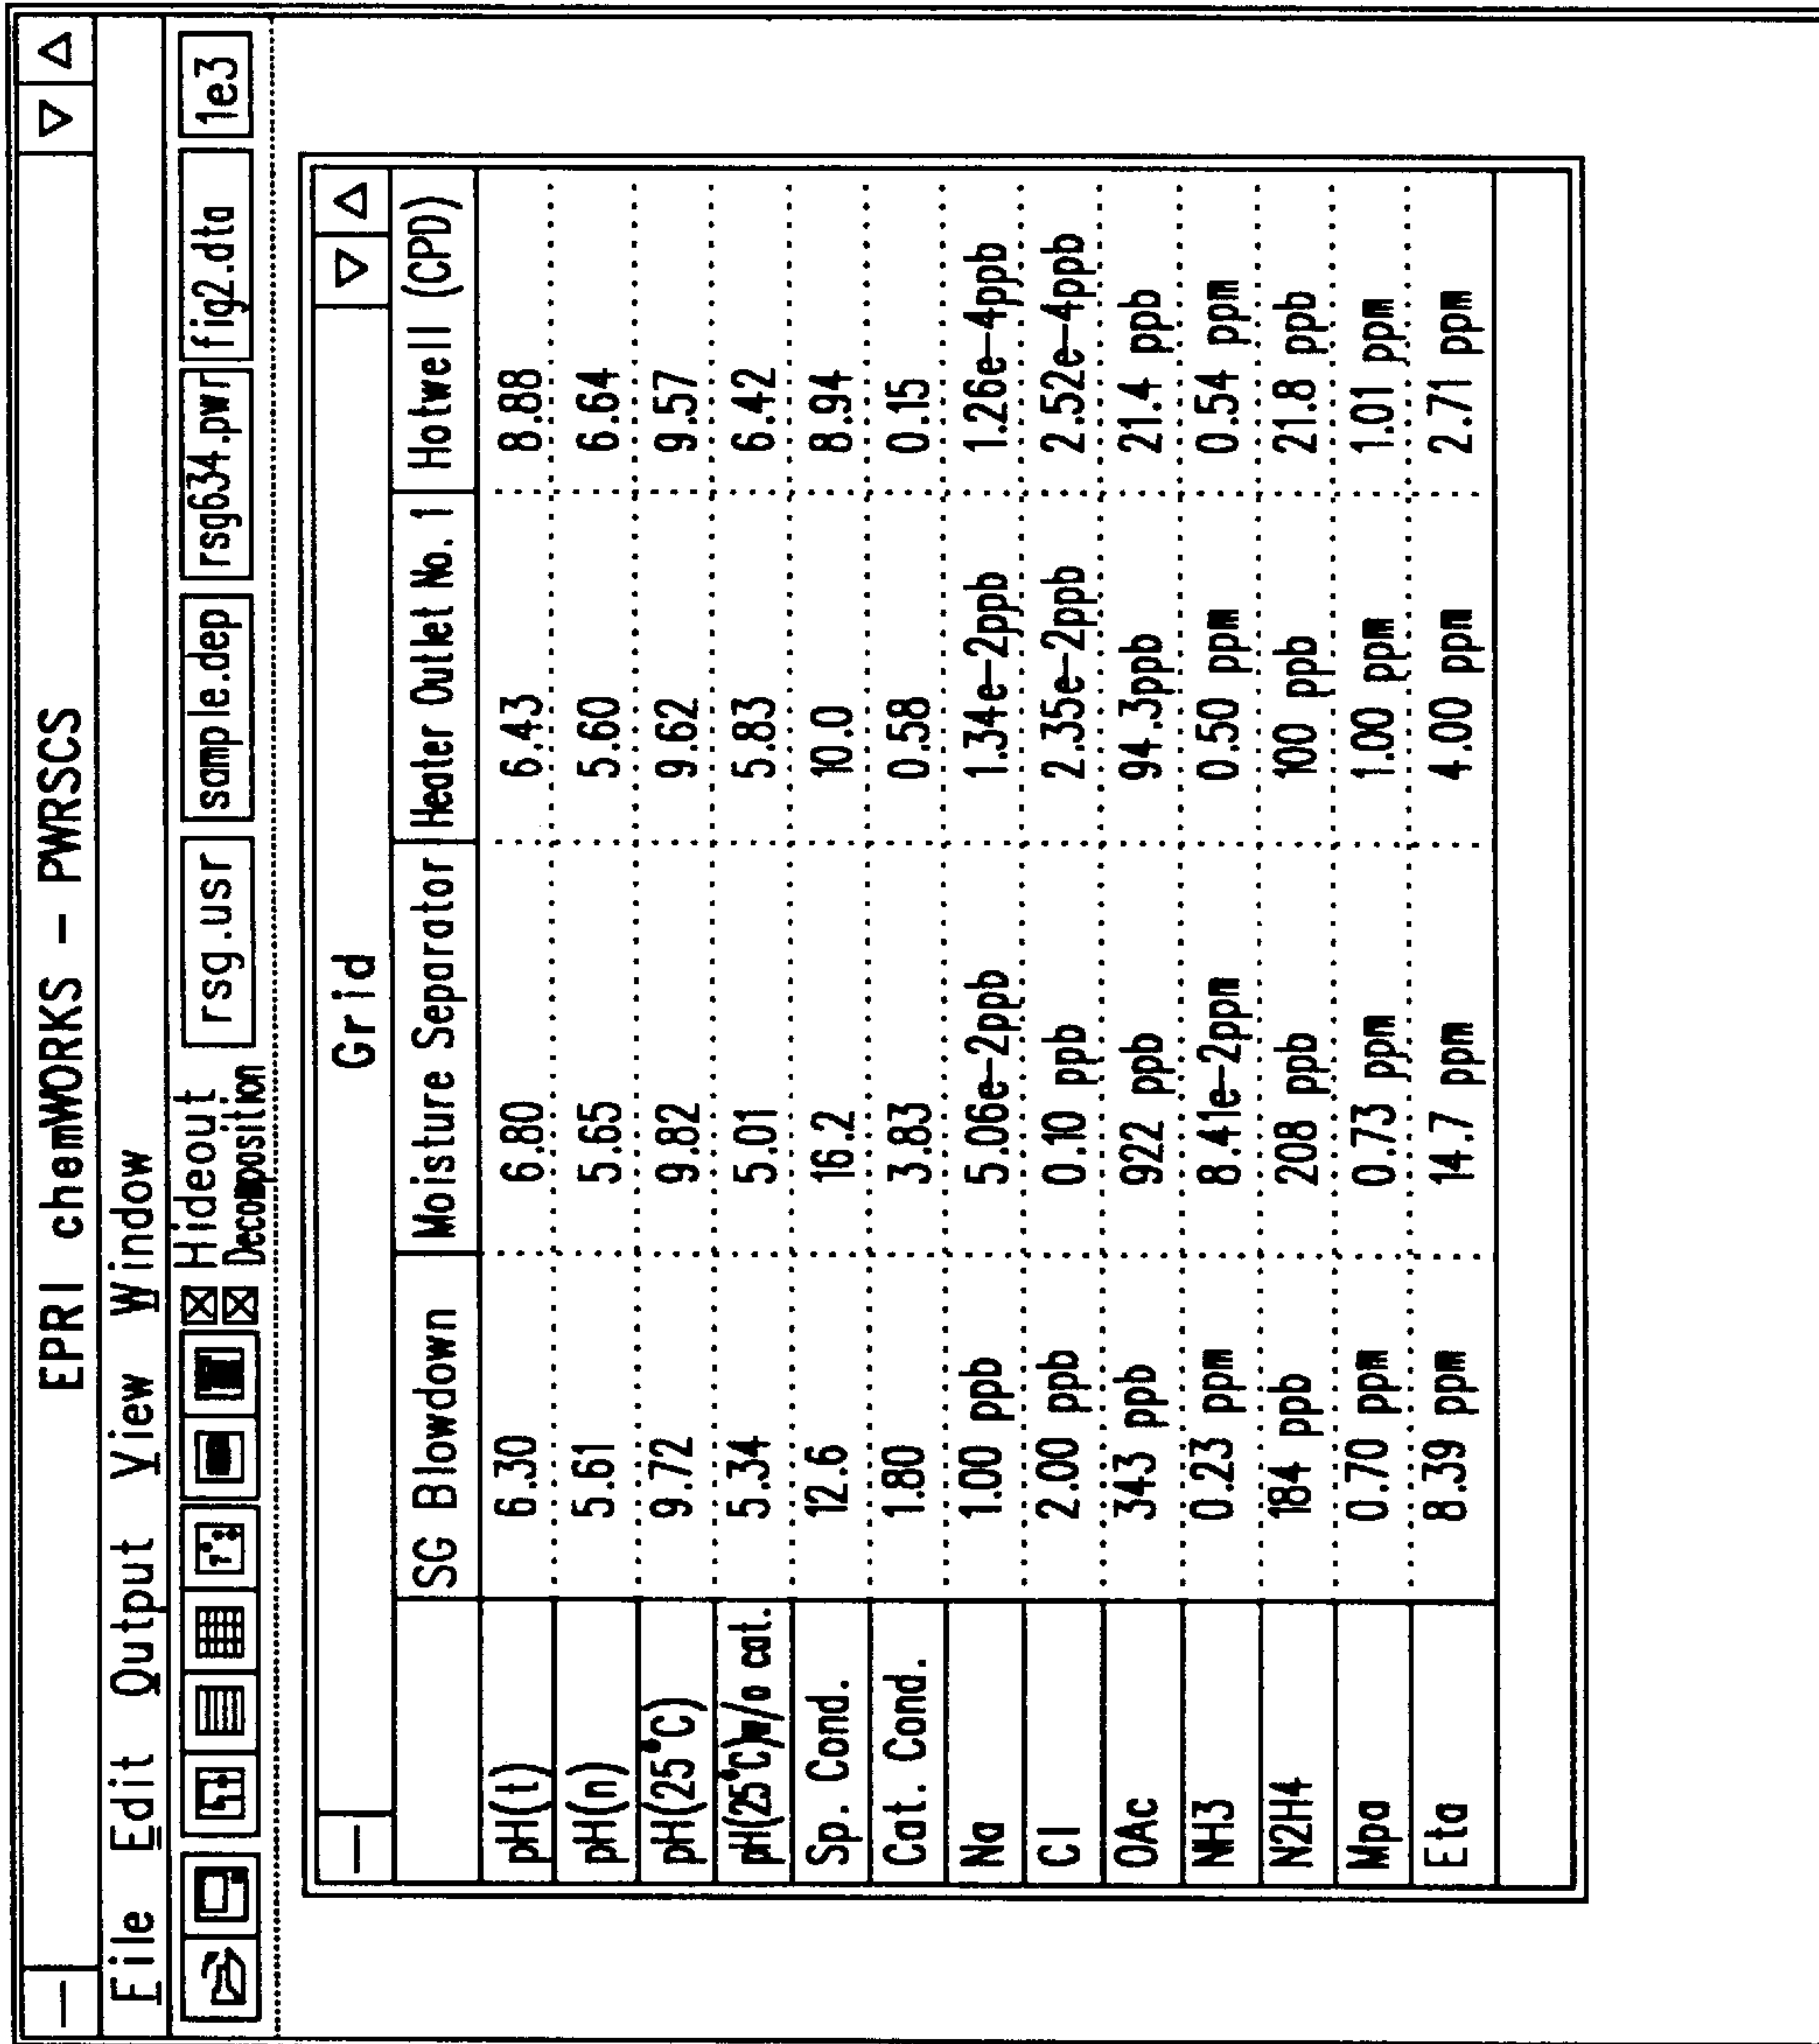 EPRI chemWORKS - PWRSCS
File Edit Output View Window
Hideout rsg.usr sample.dep rsg634.pwr fig2.dta 1e3
Decomposition
Grid
SG Blowdown Moisture Separator Heater Outlet No. 1 Hotwell (CPD)
pH(t) 6.30 6.80 6.43 8.88
pH(n) 5.61 5.65 5.60 6.64
pH(25°C) 9.72 9.82 9.62 9.57
pH(25°C)w/o cat. 5.34 5.01 5.83 6.42
Sp. Cond. 12.6 16.2 10.0 8.94
Cat. Cond. 1.80 3.83 0.58 0.15
Na 1.00 ppb 5.06e-2ppb 1.34e-2ppb 1.26e-4ppb
Cl 2.00 ppb 0.10 ppb 2.35e-2ppb 2.52e-4ppb
OAc 343 ppb 922 ppb 94.3ppb 21.4 ppb
NH3 0.23 ppm 8.41e-2ppm 0.50 ppm 0.54 ppm
N2H4 184 ppb 208 ppb 100 ppb 21.8 ppb
Mpa 0.70 ppm 0.73 ppm 1.00 ppm 1.01 ppm
Eta 8.39 ppm 14.7 ppm 4.00 ppm 2.71 ppm